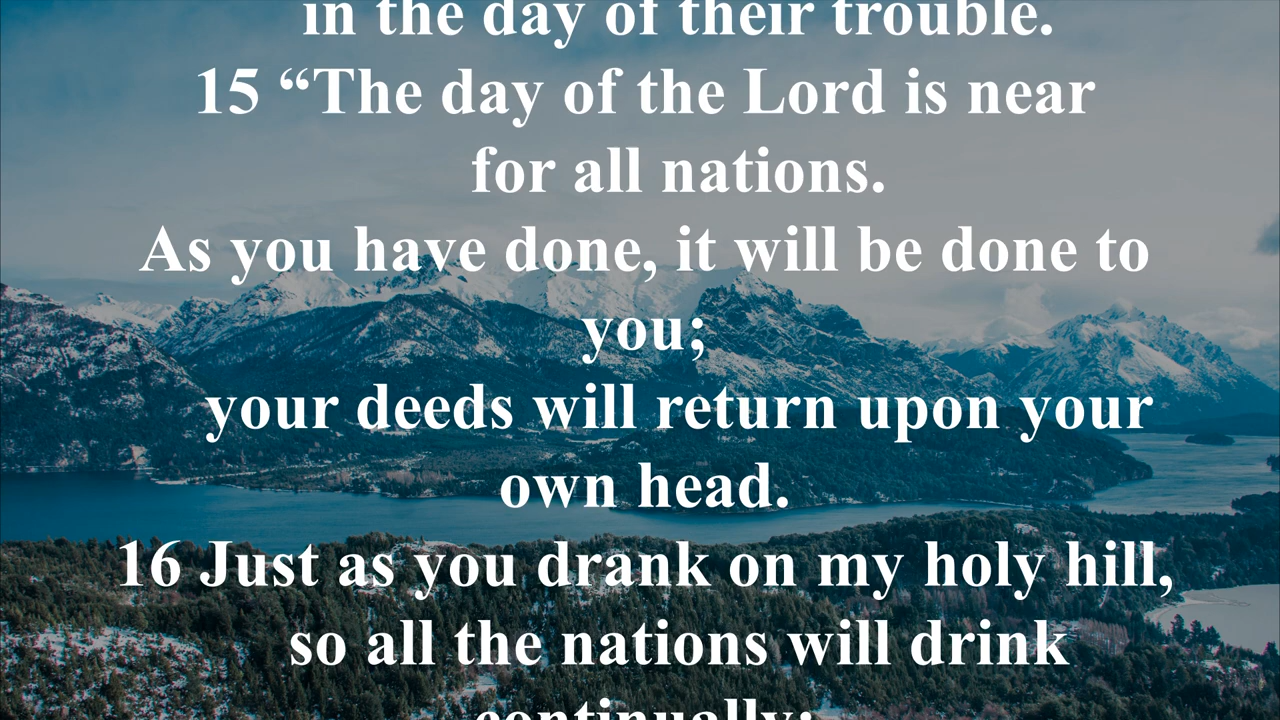 in the day of their trouble.
15 “The day of the Lord is near
for all nations.
As you have done, it will be done to
you;
your deeds will return upon your
own head.
16 Just as you drank on my holy hill,
so all the nations will drink
continually;